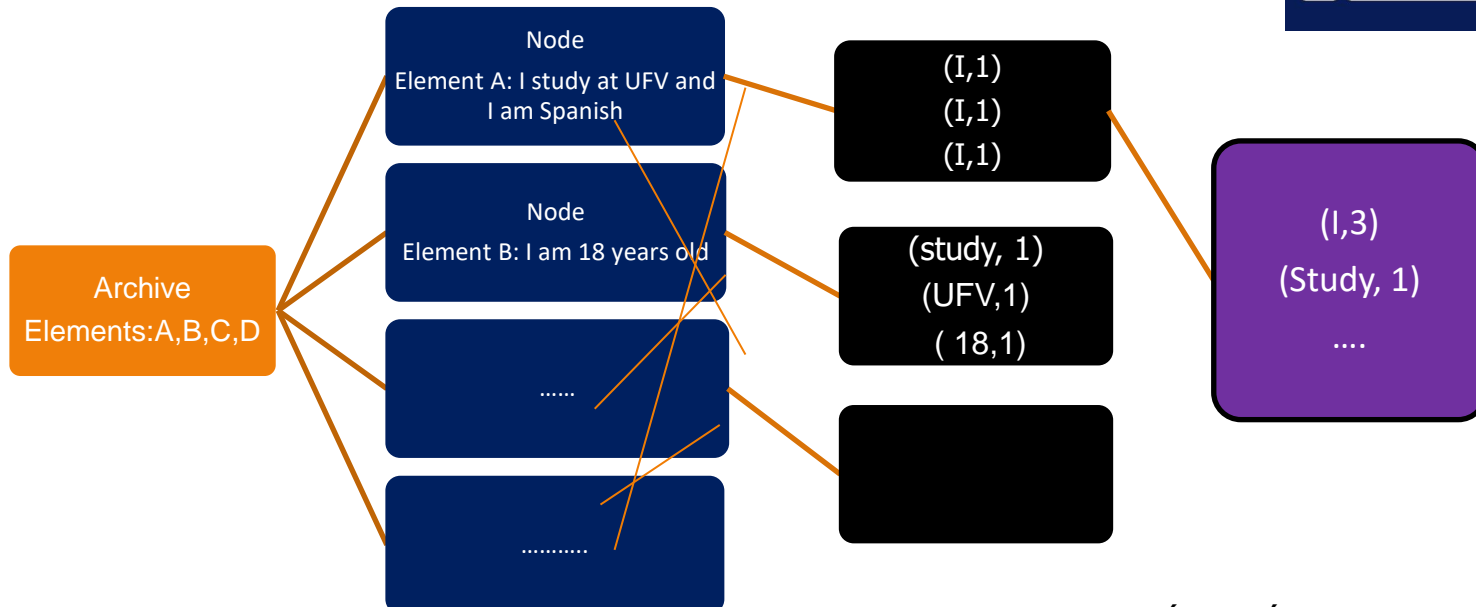 Archive
Elements:A,B,C,D
Node
Element A: I study at UFV and
I am Spanish
Node
Element B: I am 18 years old
......
...........
(I,1)
(I,1)
(I,1)
(study, 1)
(UFV,1)
( 18,1)
(I,3)
(Study, 1)
....